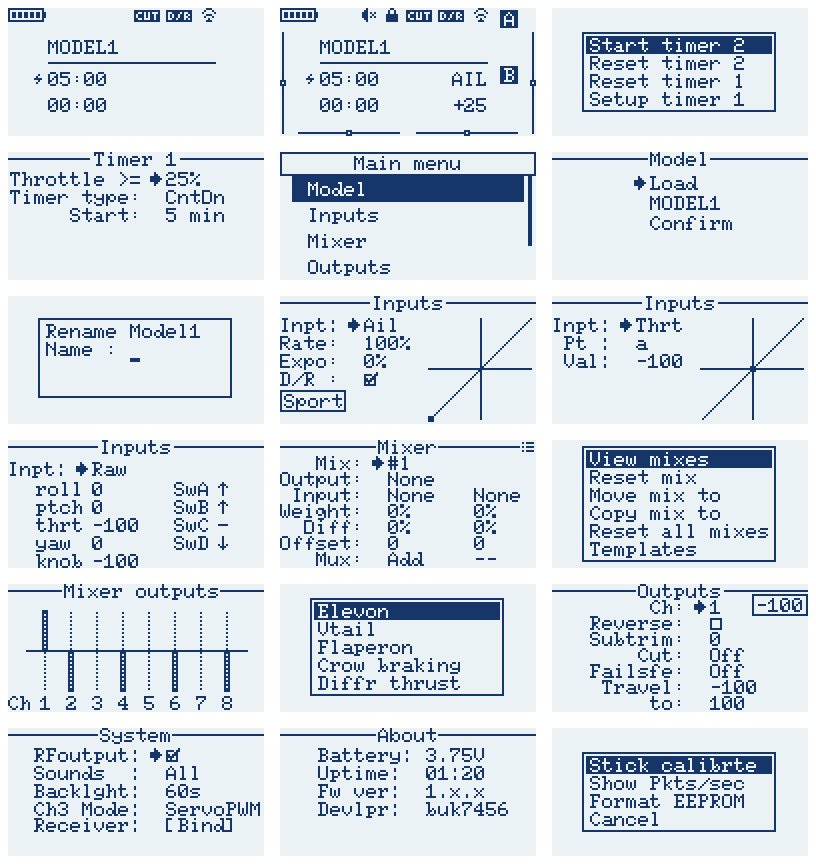 CUT D/R
MODEL1
05:00
00:00
CUT D/R A
MODEL1
05:00 AIL B
00:00 +25
Start timer 2
Reset timer 2
Reset timer 1
Setup timer 1
Timer 1
Throttle >= 25%
Timer type: CntDn
Start: 5 min
Main menu
Model
Inputs
Mixer
Outputs
Model
Load
MODEL1
Confirm
Rename Model1
Name : _
Inputs
Inpt: Ail
Rate: 100%
Expo: 0%
D/R :
Sport
Inputs
Inpt: Thrt
Pt : a
Val: -100
Inputs
Inpt: Raw
roll 0 SwA ↑
ptch 0 SwB ↑
thrt -100 SwC -
yaw 0 SwD ↓
knob -100
Mixer
Mix: #1
Output: None
Input: None None
Weight: 0% 0%
Diff: 0% 0%
Offset: 0 0
Mux: Add --
View mixes
Reset mix
Move mix to
Copy mix to
Reset all mixes
Templates
Mixer outputs
Ch 1 2 3 4 5 6 7 8
Elevon
Vtail
Flaperon
Crow braking
Diffr thrust
Outputs
Ch: 1 -100
Reverse:
Subtrim: 0
Cut: Off
Failsfe: Off
Travel: -100
to: 100
System
RFoutput:
Sounds : All
Backlght: 60s
Ch3 Mode: ServoPWM
Receiver: [Bind]
About
Battery: 3.75V
Uptime: 01:20
Fw ver: 1.x.x
Devlpr: buk7456
Stick calibrte
Show Pkts/sec
Format EEPROM
Cancel